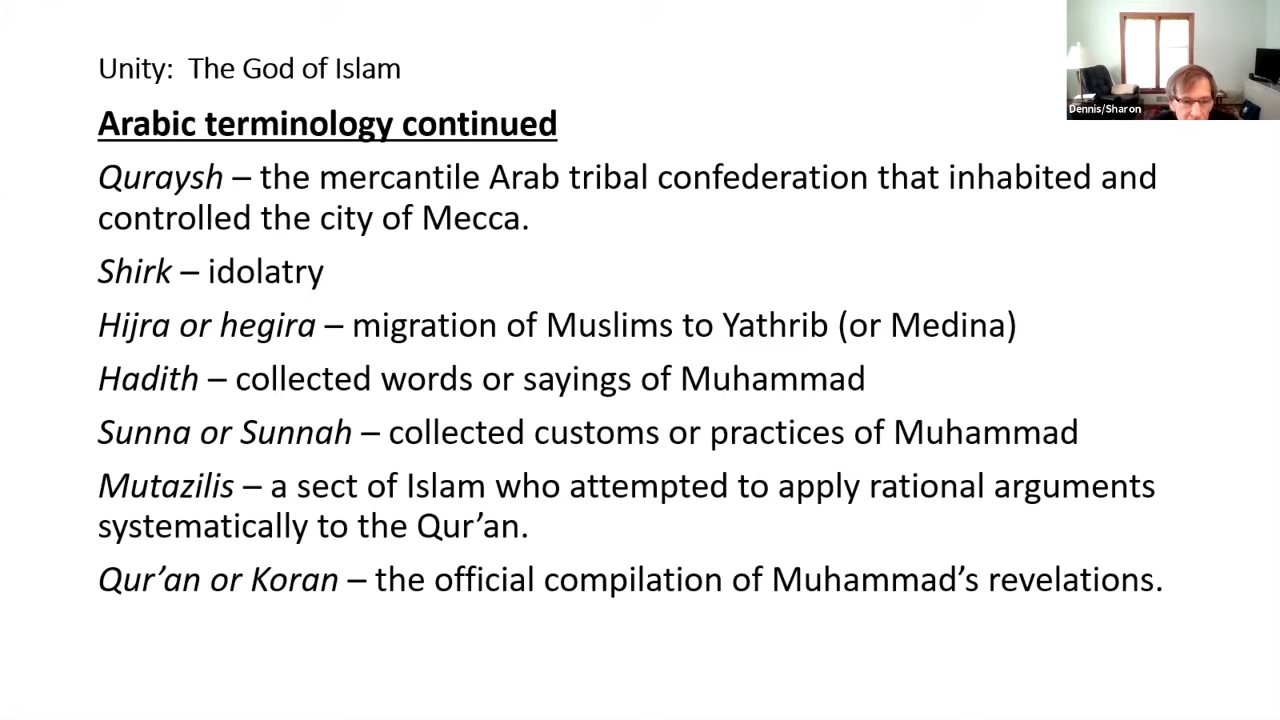 Unity:  The God of Islam
Dennis/Sharon
Arabic terminology continued
Quraysh – the mercantile Arab tribal confederation that inhabited and
controlled the city of Mecca.
Shirk – idolatry
Hijra or hegira – migration of Muslims to Yathrib (or Medina)
Hadith – collected words or sayings of Muhammad
Sunna or Sunnah – collected customs or practices of Muhammad
Mutazilis – a sect of Islam who attempted to apply rational arguments
systematically to the Qur’an.
Qur’an or Koran – the official compilation of Muhammad’s revelations.